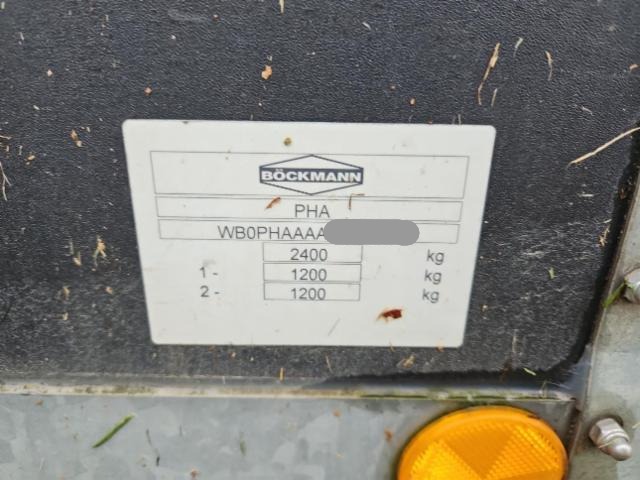 BÖCKMANN
PHA
WB0PHAAAA
2400 kg
1 - 1200 kg
2 - 1200 kg